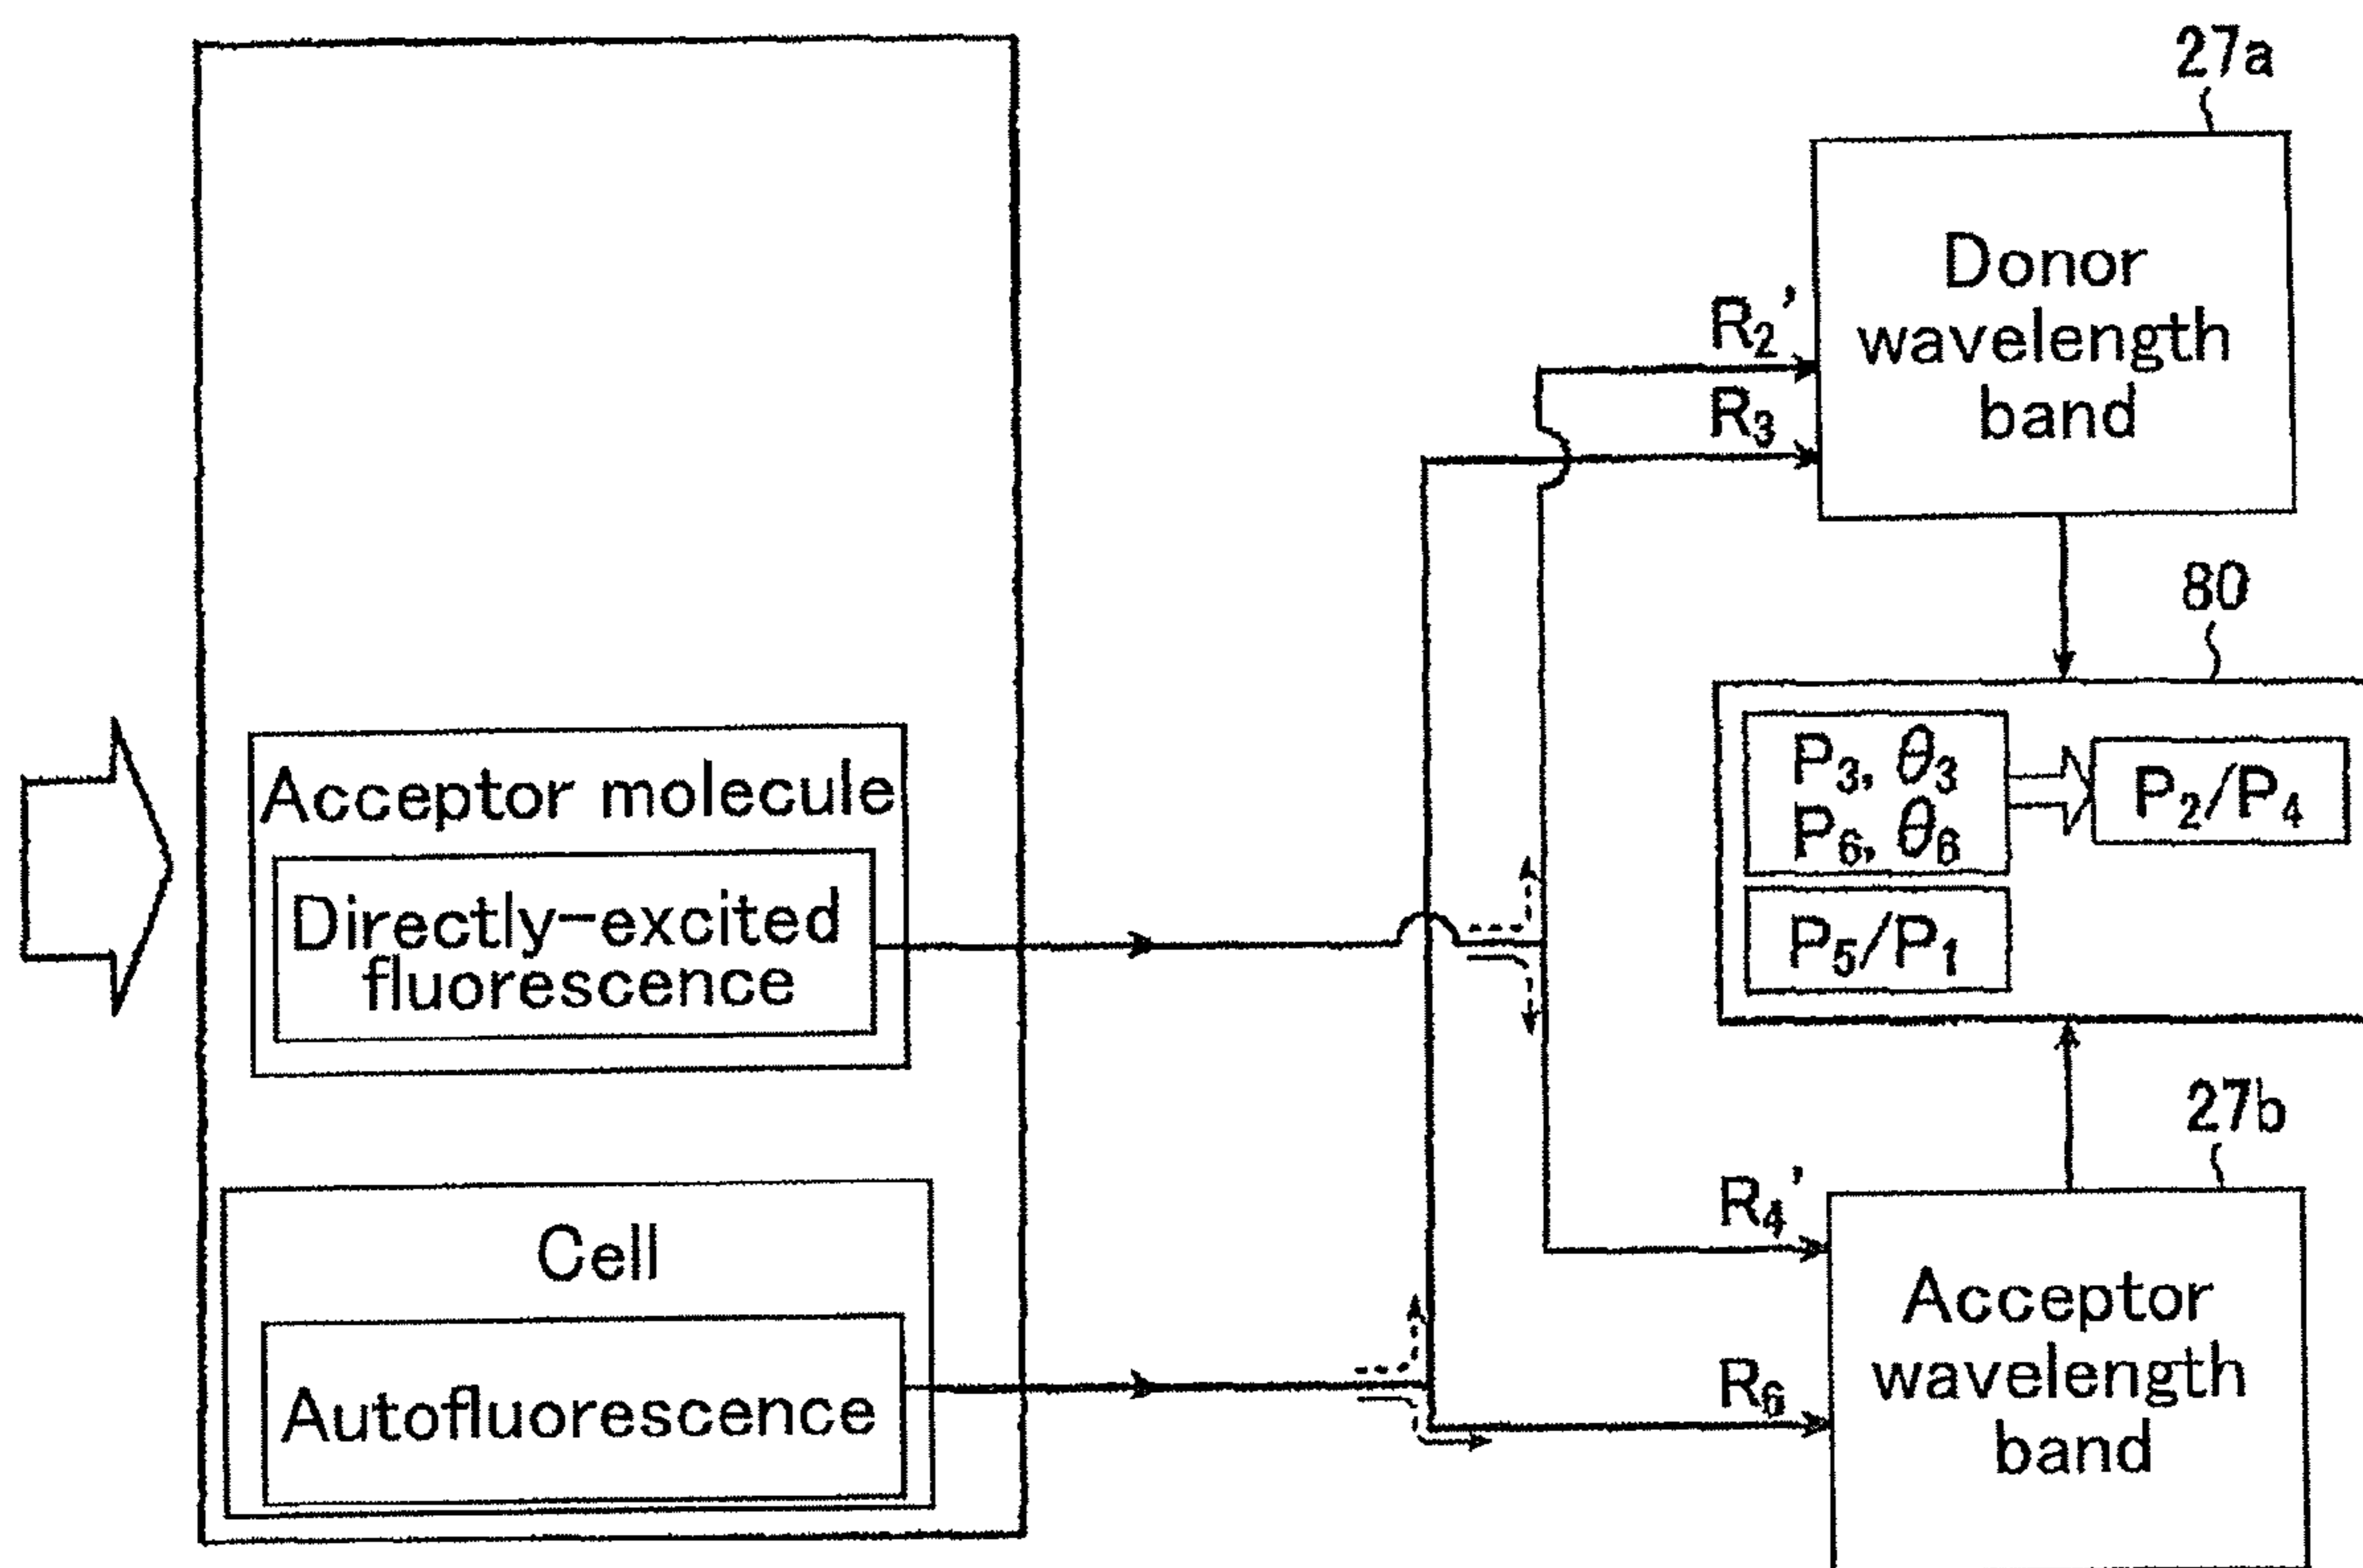 27a
Donor
wavelength
band
R₂'
R₃
80
P₃, θ₃
P₆, θ₆
P₂/P₄
P₅/P₁
Acceptor molecule
Directly-excited
fluorescence
27b
R₄'
R₆
Acceptor
wavelength
band
Cell
Autofluorescence